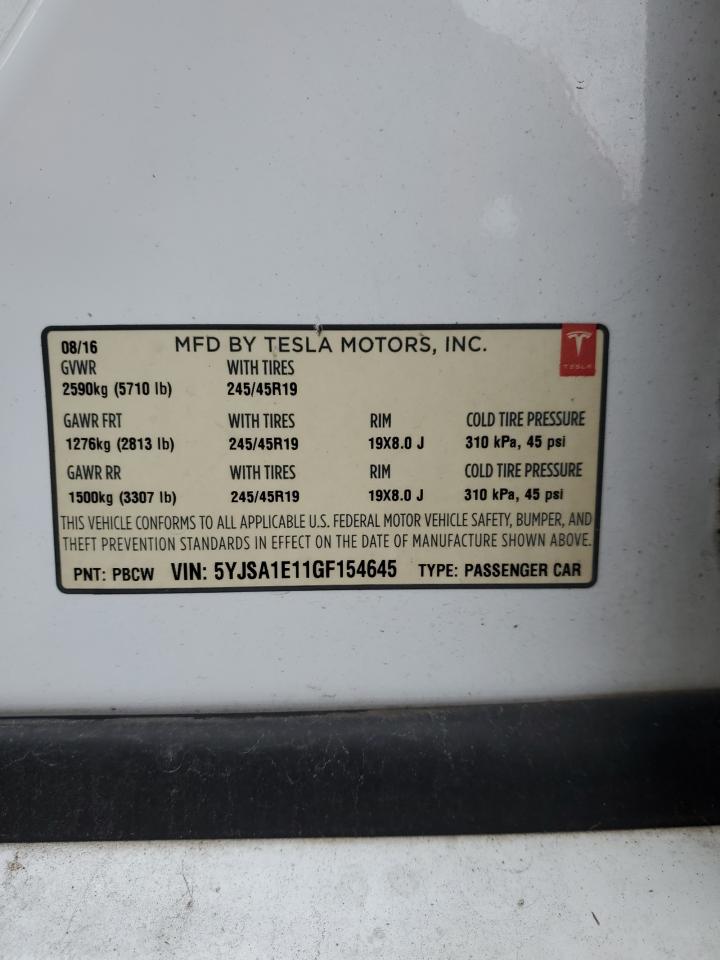 08/16 MFD BY TESLA MOTORS, INC.
TESLA
GVWR WITH TIRES
2590kg (5710 lb) 245/45R19
GAWR FRT WITH TIRES RIM COLD TIRE PRESSURE
1276kg (2813 lb) 245/45R19 19X8.0 J 310 kPa, 45 psi
GAWR RR WITH TIRES RIM COLD TIRE PRESSURE
1500kg (3307 lb) 245/45R19 19X8.0 J 310 kPa, 45 psi
THIS VEHICLE CONFORMS TO ALL APPLICABLE U.S. FEDERAL MOTOR VEHICLE SAFETY, BUMPER, AND
THEFT PREVENTION STANDARDS IN EFFECT ON THE DATE OF MANUFACTURE SHOWN ABOVE.
PNT: PBCW VIN: 5YJSA1E11GF154645 TYPE: PASSENGER CAR